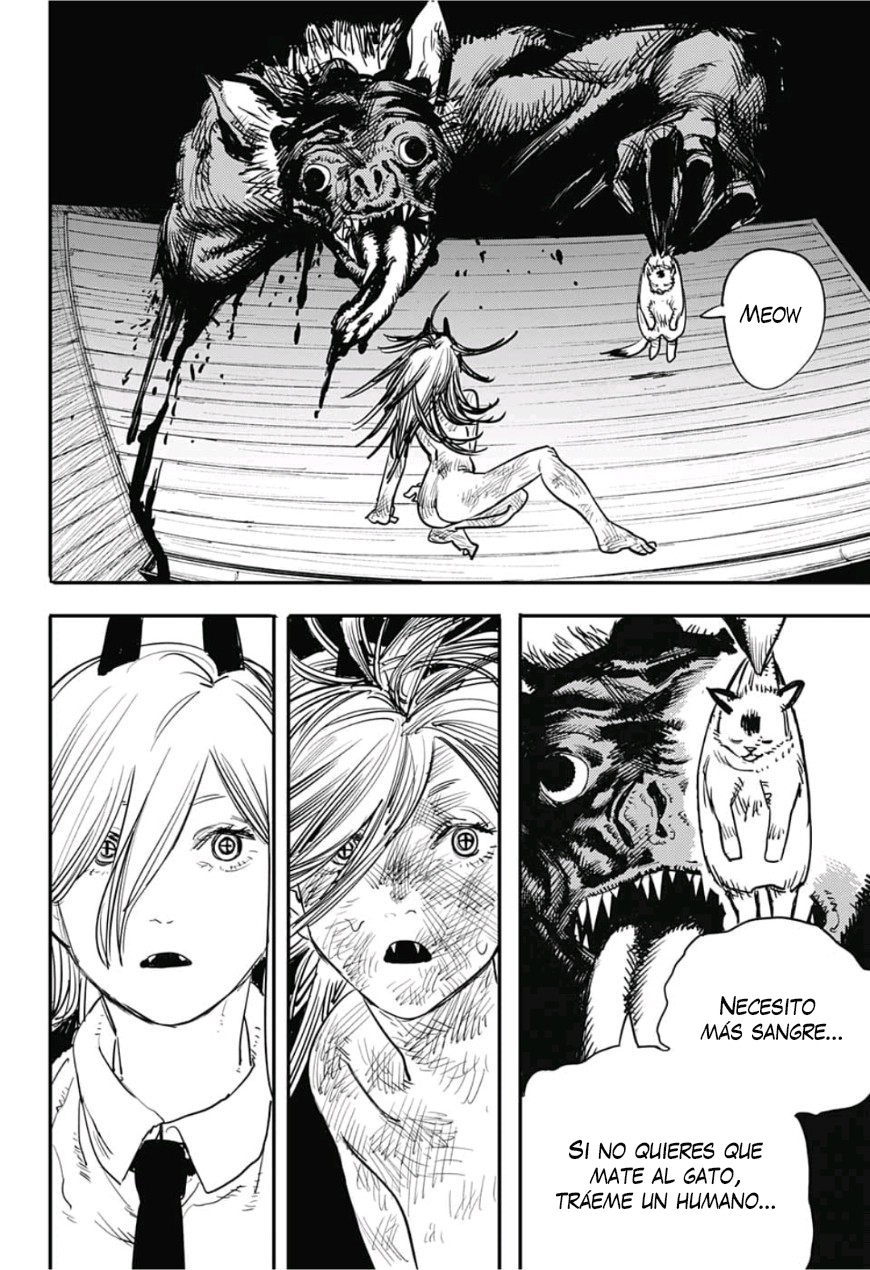 Meow
Necesito
más sangre...
Si no quieres que
mate al gato,
tráeme un humano...